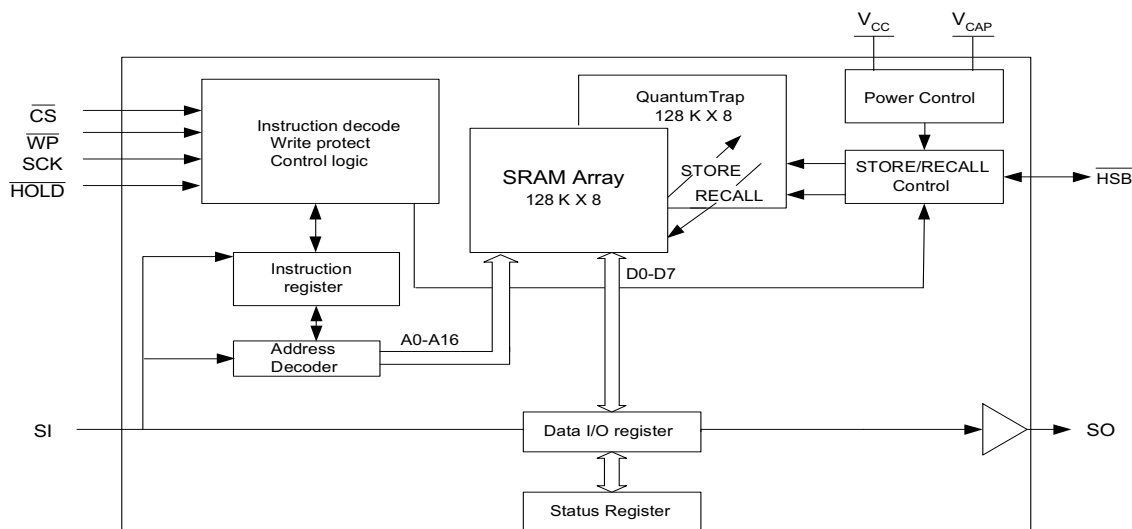 VCC
VCAP
CS
WP
SCK
HOLD
Instruction decode
Write protect
Control logic
QuantumTrap
128 K X 8
SRAM Array
128 K X 8
STORE
RECALL
Power Control
STORE/RECALL
Control
HSB
Instruction
register
Address
Decoder
A0-A16
D0-D7
SI
Data I/O register
SO
Status Register